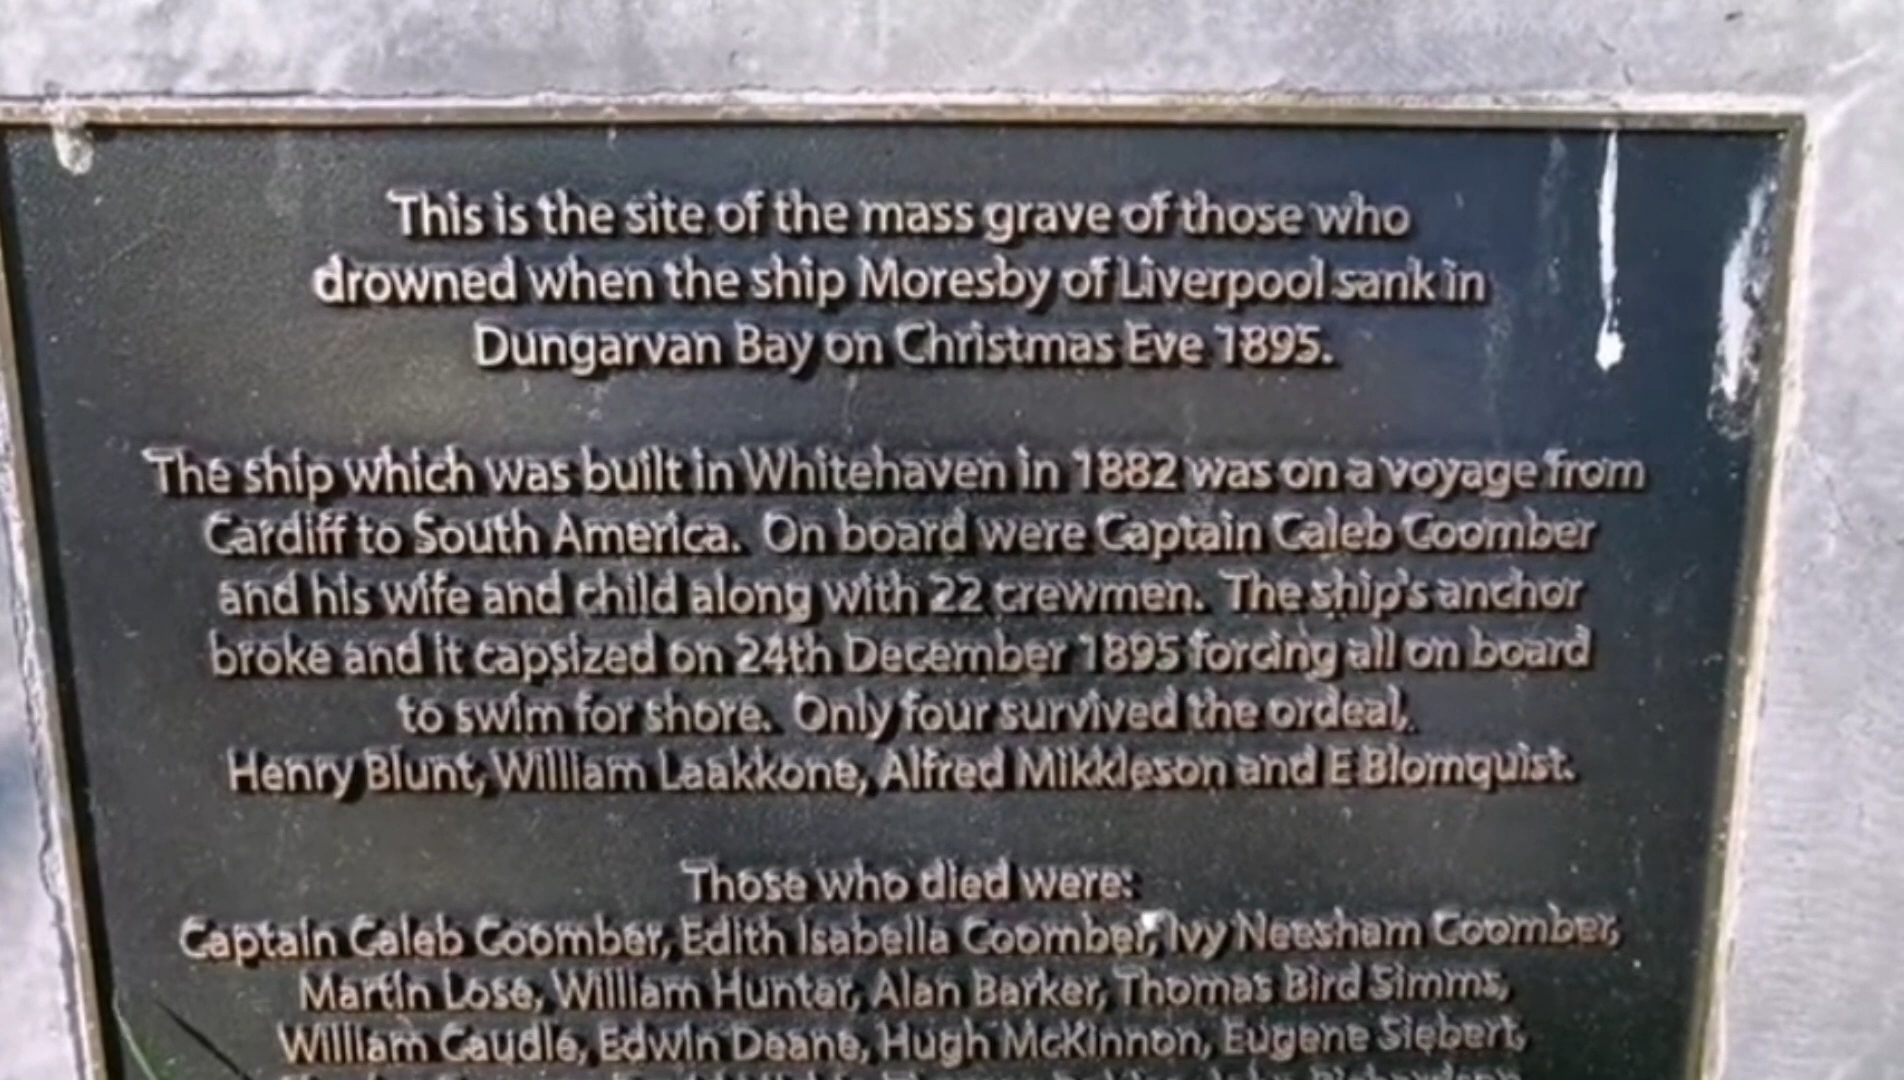 This is the site of the mass grave of those who
drowned when the ship Moresby of Liverpool sank in
Dungarvan Bay on Christmas Eve 1895.
The ship which was built in Whitehaven in 1882 was on a voyage from
Cardiff to South America. On board were Captain Caleb Coomber
and his wife and child along with 22 crewmen. The ship's anchor
broke and it capsized on 24th December 1895 forcing all on board
to swim for shore. Only four survived the ordeal,
Henry Blunt, William Laakkone, Alfred Mikkleson and E Blomquist.
Those who died were:
Captain Caleb Coomber, Edith Isabella Coomber, Ivy Neesham Coomber,
Martin Lose, William Hunter, Alan Barker, Thomas Bird Simms,
William Caudle, Edwin Deane, Hugh McKinnon, Eugene Siebert,